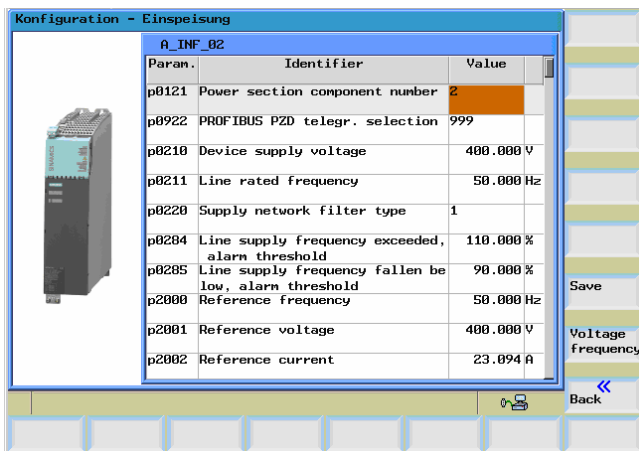 Konfiguration - Einspeisung
A_INF_02
Param. Identifier Value
p0121 Power section component number 2
p0922 PROFIBUS PZD telegr. selection 999
p0210 Device supply voltage 400.000 V
p0211 Line rated frequency 50.000 Hz
p0220 Supply network filter type 1
p0284 Line supply frequency exceeded, 110.000 %
alarm threshold
p0285 Line supply frequency fallen be 90.000 %
low, alarm threshold
p2000 Reference frequency 50.000 Hz
p2001 Reference voltage 400.000 V
p2002 Reference current 23.094 A
Save
Voltage
frequency
Back
SIEMENS